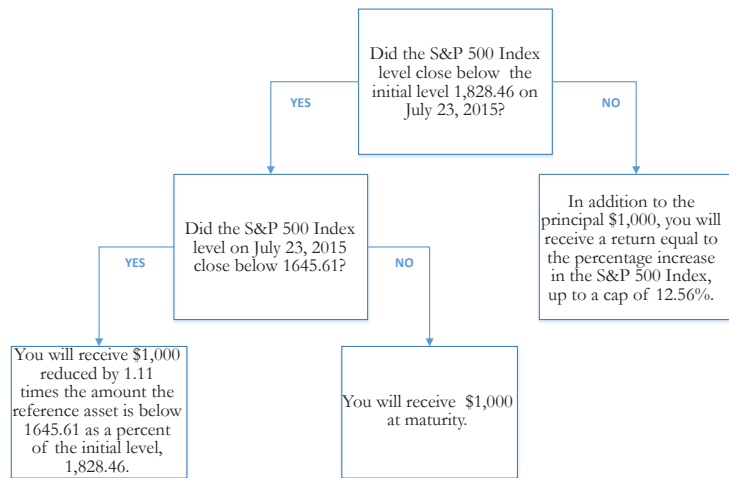 Did the S&P 500 Index
level close below the
initial level 1,828.46 on
July 23, 2015?
YES
NO
Did the S&P 500 Index
level on July 23, 2015
close below 1645.61?
In addition to the
principal $1,000, you will
receive a return equal to
the percentage increase
in the S&P 500 Index,
up to a cap of 12.56%.
YES
NO
You will receive $1,000
reduced by 1.11
times the amount the
reference asset is below
1645.61 as a percent
of the initial level,
1,828.46.
You will receive $1,000
at maturity.